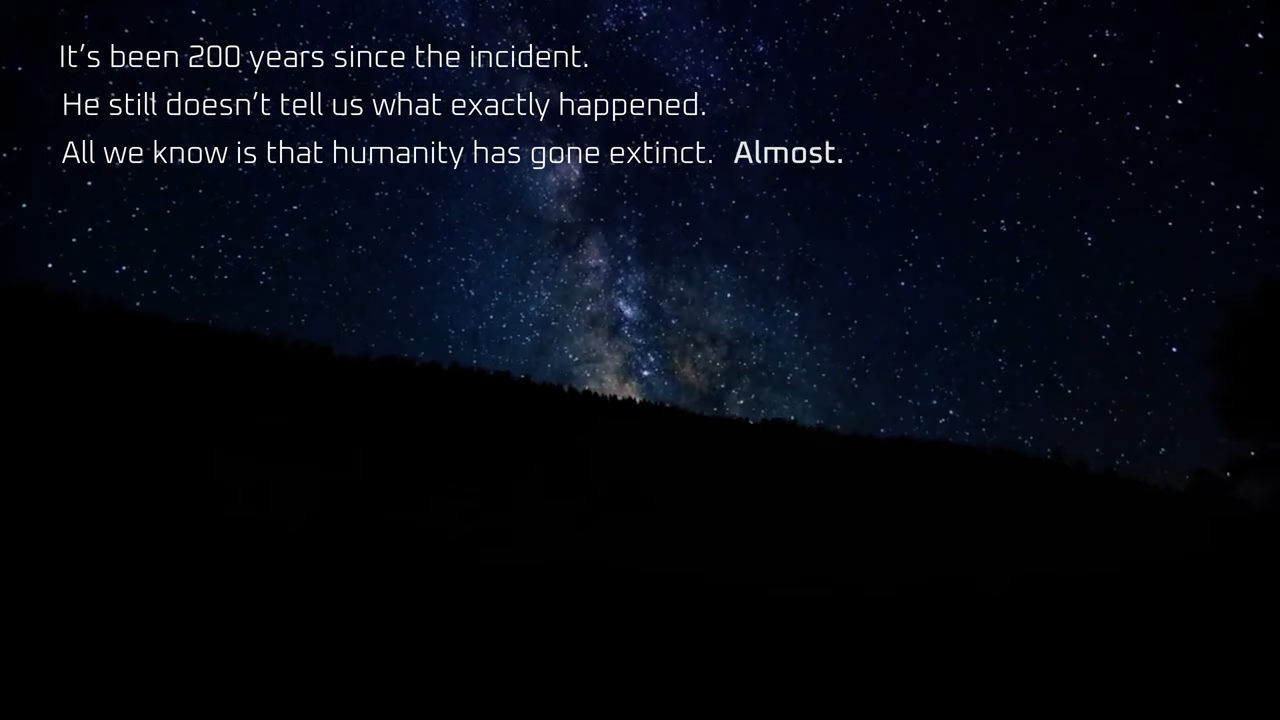 It’s been 200 years since the incident.
He still doesn’t tell us what exactly happened.
All we know is that humanity has gone extinct. Almost.